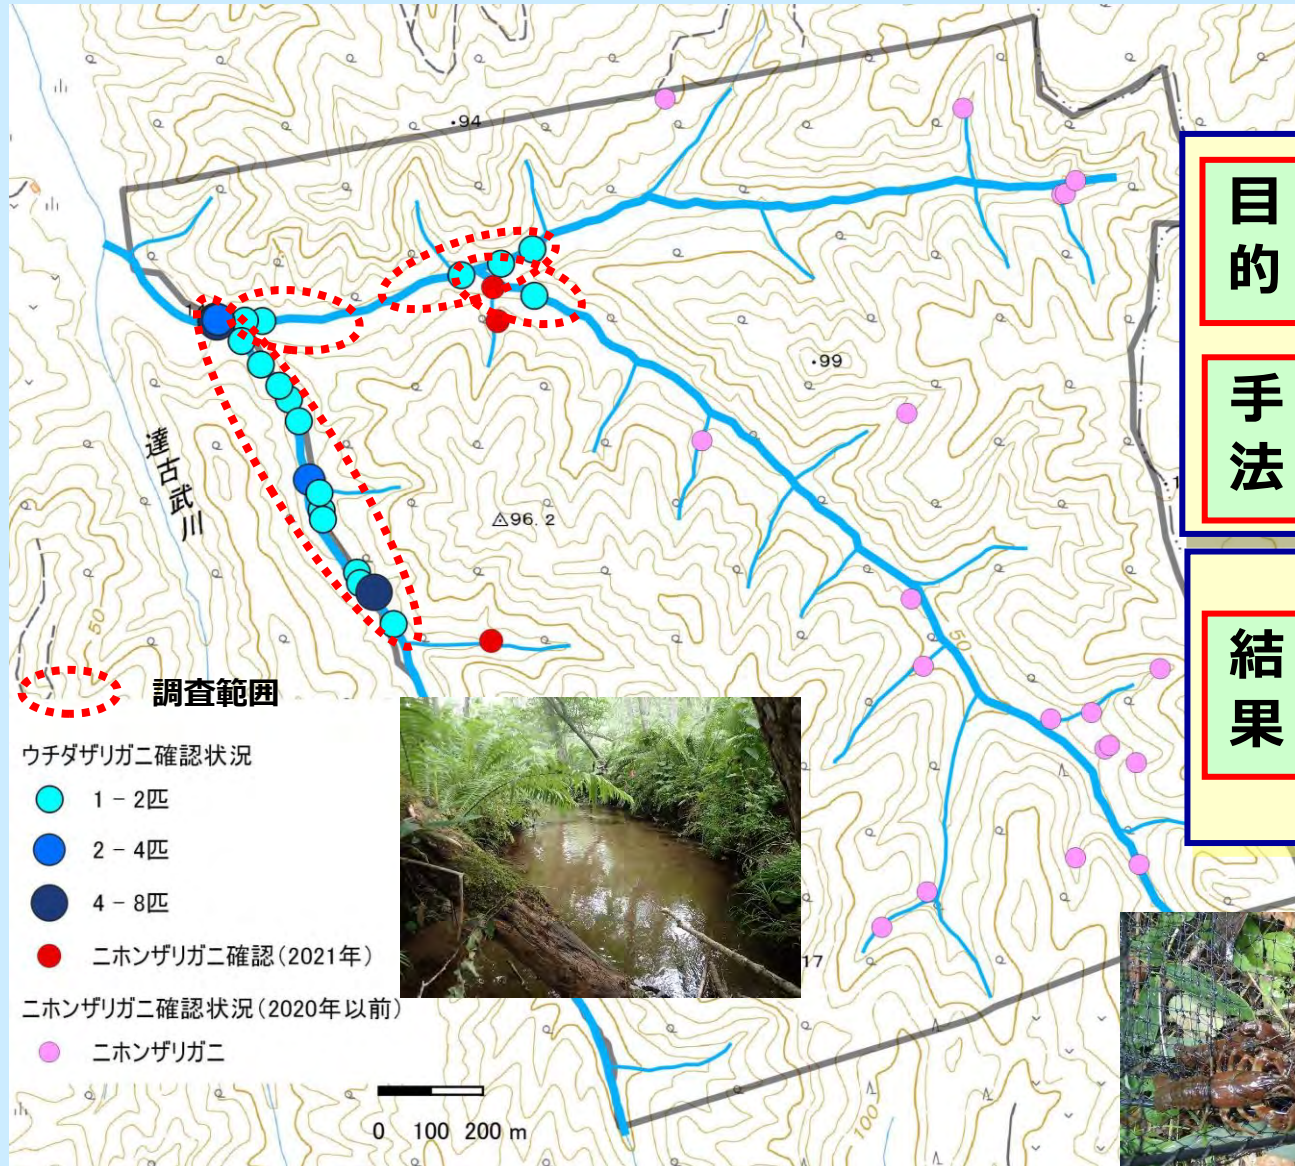 ・94
目的
・99
手法
達古武川
△96.2
50
50
結果
調査範囲
ウチダザリガニ確認状況
1 - 2匹
2 - 4匹
4 - 8匹
ニホンザリガニ確認(2021年)
ニホンザリガニ確認状況(2020年以前)
ニホンザリガニ
17
100
0 100 200 m